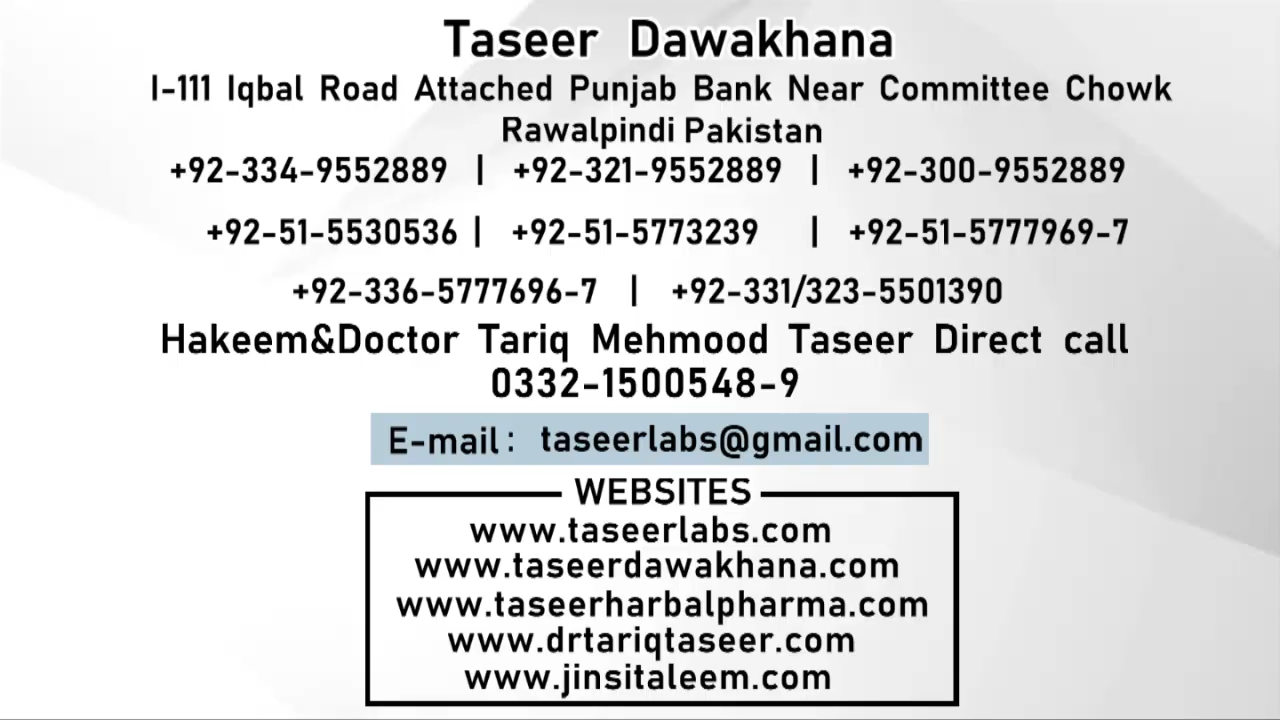 Taseer Dawakhana
I-111 Iqbal Road Attached Punjab Bank Near Committee Chowk
Rawalpindi Pakistan
+92-334-9552889 | +92-321-9552889 | +92-300-9552889
+92-51-5530536 | +92-51-5773239 | +92-51-5777969-7
+92-336-5777696-7 | +92-331/323-5501390
Hakeem&Doctor Tariq Mehmood Taseer Direct call
0332-1500548-9
E-mail : taseerlabs@gmail.com
WEBSITES
www.taseerlabs.com
www.taseerdawakhana.com
www.taseerharbalpharma.com
www.drtariqtaseer.com
www.jinsitaleem.com